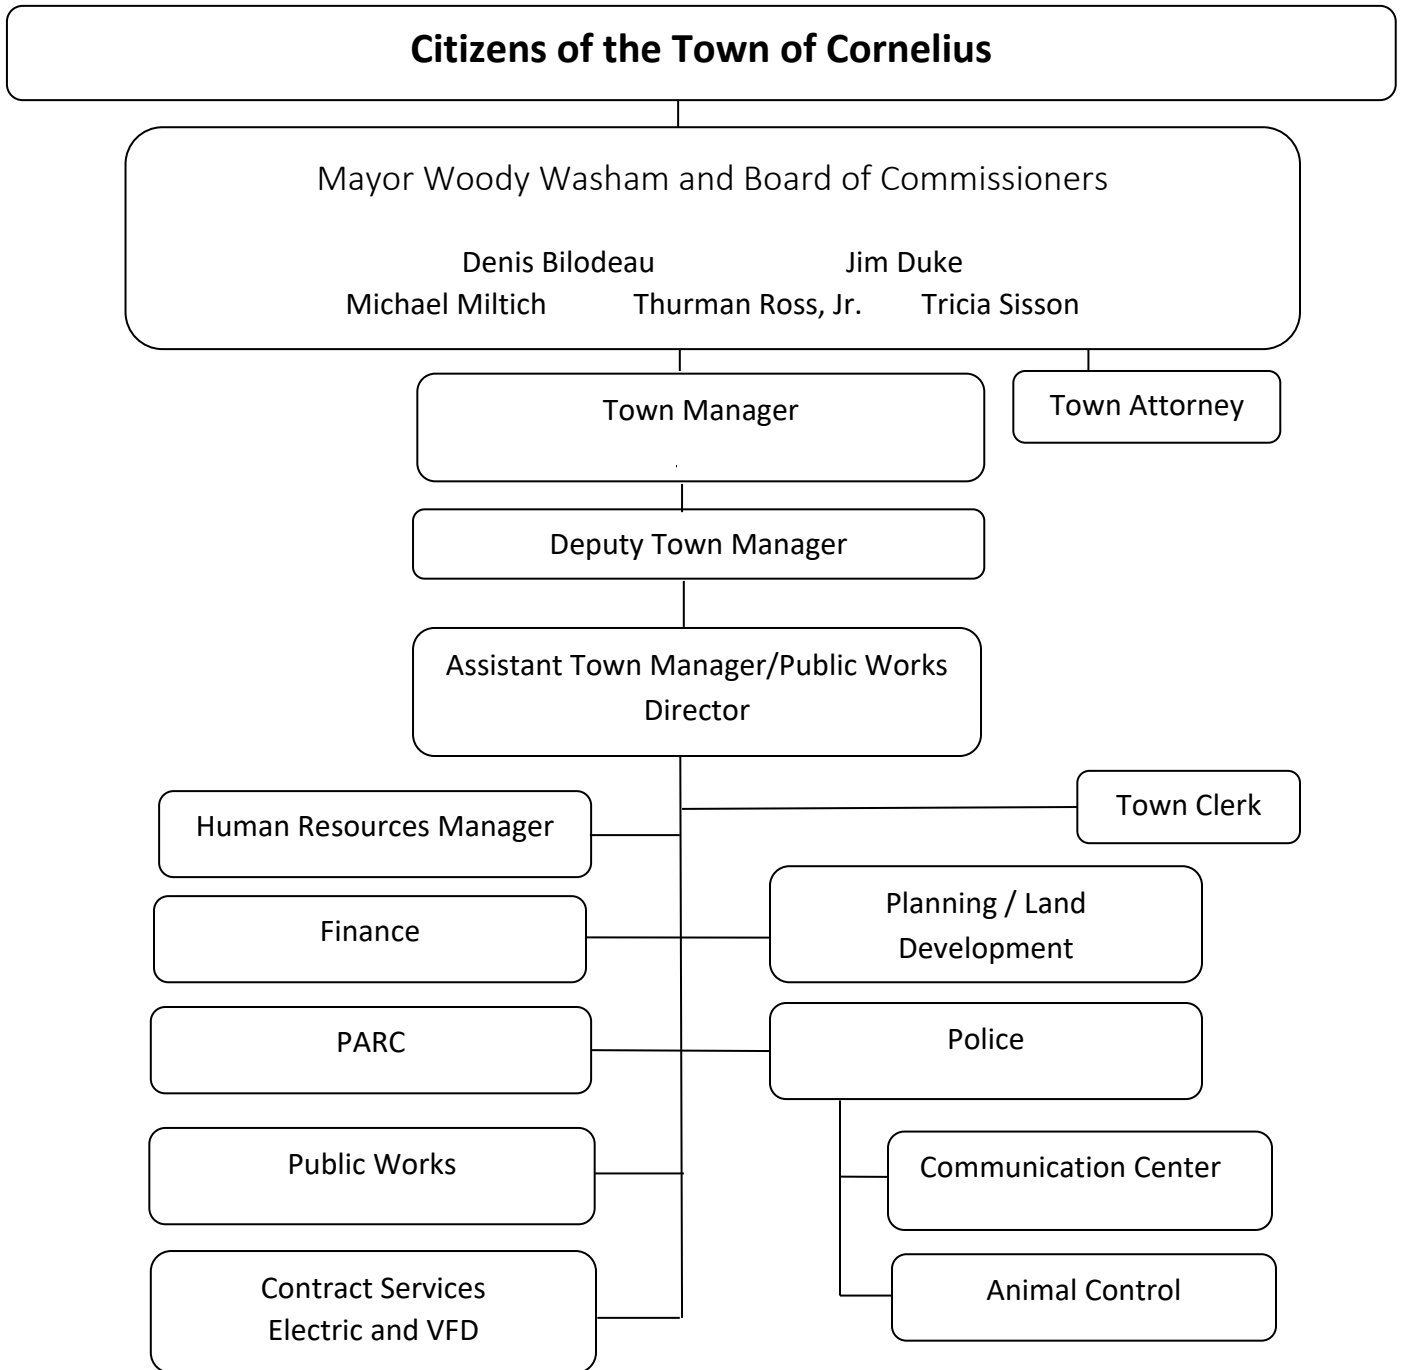 Citizens of the Town of Cornelius
Mayor Woody Washam and Board of Commissioners
Denis Bilodeau Jim Duke
Michael Miltich Thurman Ross, Jr. Tricia Sisson
Town Manager
Town Attorney
Deputy Town Manager
Assistant Town Manager/Public Works
Director
Town Clerk
Human Resources Manager
Planning / Land
Development
Finance
Police
PARC
Communication Center
Public Works
Animal Control
Contract Services
Electric and VFD